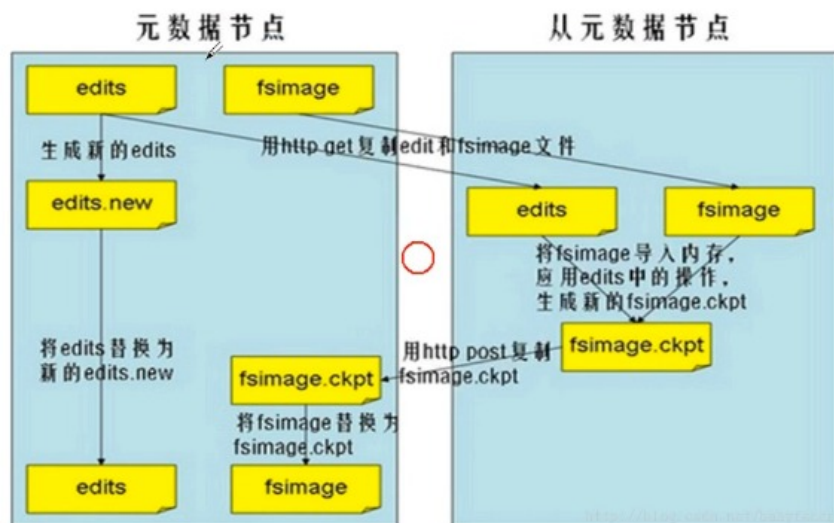 元数据节点
从元数据节点
edits
fsimage
生成新的edits
用http get复制edit和fsimage文件
edits.new
edits
fsimage
将fsimage导入内存，
应用edits中的操作，
生成新的fsimage.ckpt
将edits替换为
新的edits.new
用http post复制
fsimage.ckpt
fsimage.ckpt
fsimage.ckpt
将fsimage替换为
fsimage.ckpt
edits
fsimage